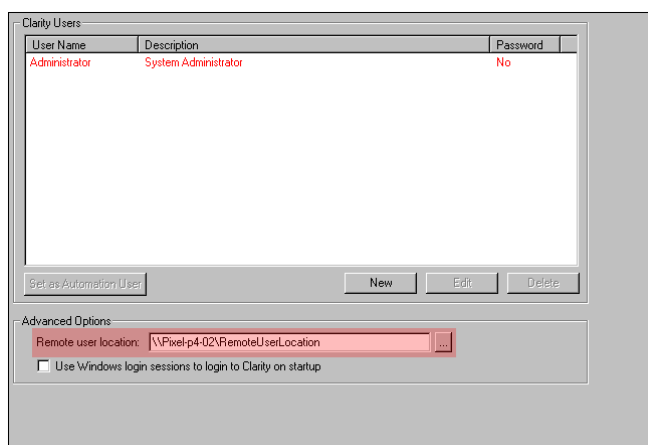 Clarity Users
User Name Description Password
Administrator System Administrator No
Set as Automation User New Edit Delete
Advanced Options
Remote user location: \\Pixel-p4-02\RemoteUserLocation ...
Use Windows login sessions to login to Clarity on startup